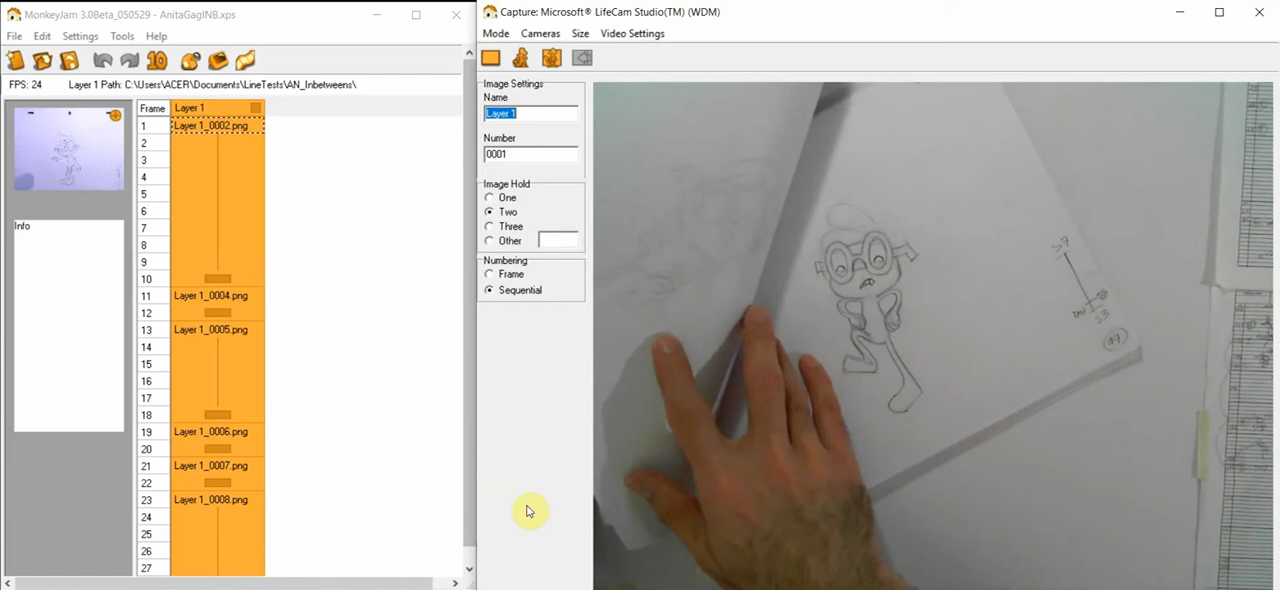 MonkeyJam 3.0Beta_050529 - AnitaGagINB.xps
File Edit Settings Tools Help
10
FPS: 24 Layer 1 Path: C:\Users\ACER\Documents\LineTests\AN_Inbetweens\
Info
Frame Layer 1
1 Layer 1_0002.png
2
3
4
5
6
7
8
9
10
11 Layer 1_0004.png
12
13 Layer 1_0005.png
14
15
16
17
18
19 Layer 1_0006.png
20
21 Layer 1_0007.png
22
23 Layer 1_0008.png
24
25
26
27
Capture: Microsoft® LifeCam Studio(TM) (WDM)
Mode Cameras Size Video Settings
Image Settings
Name
Layer 1
Number
0001
Image Hold
One
Two
Three
Other
Numbering
Frame
Sequential